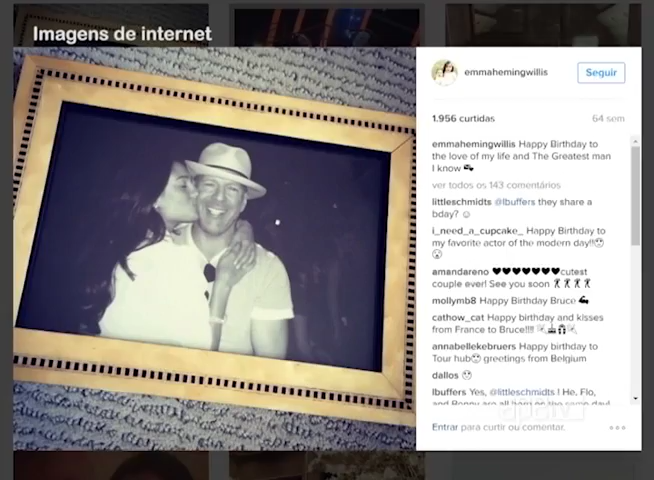 Imagens de internet
emmahemingwillis
Seguir
1.956 curtidas
64 sem
emmahemingwillis Happy Birthday to
the love of my life and The Greatest man
I know
ver todos os 143 comentários
littleschmidts @lbuffers they share a
bday? ☺
i_need_a_cupcake_ Happy Birthday to
my favorite actor of the modern day!!
amandareno ♥♥♥♥♥♥♥cutest
couple ever! See you soon
mollymb8 Happy Birthday Bruce
cathow_cat Happy birthday and kisses
from France to Bruce!!!!
annabellekebruers Happy birthday to
Tour hub greetings from Belgium
dallos
lbuffers Yes, @littleschmidts ! He, Flo,
Entrar para curtir ou comentar.